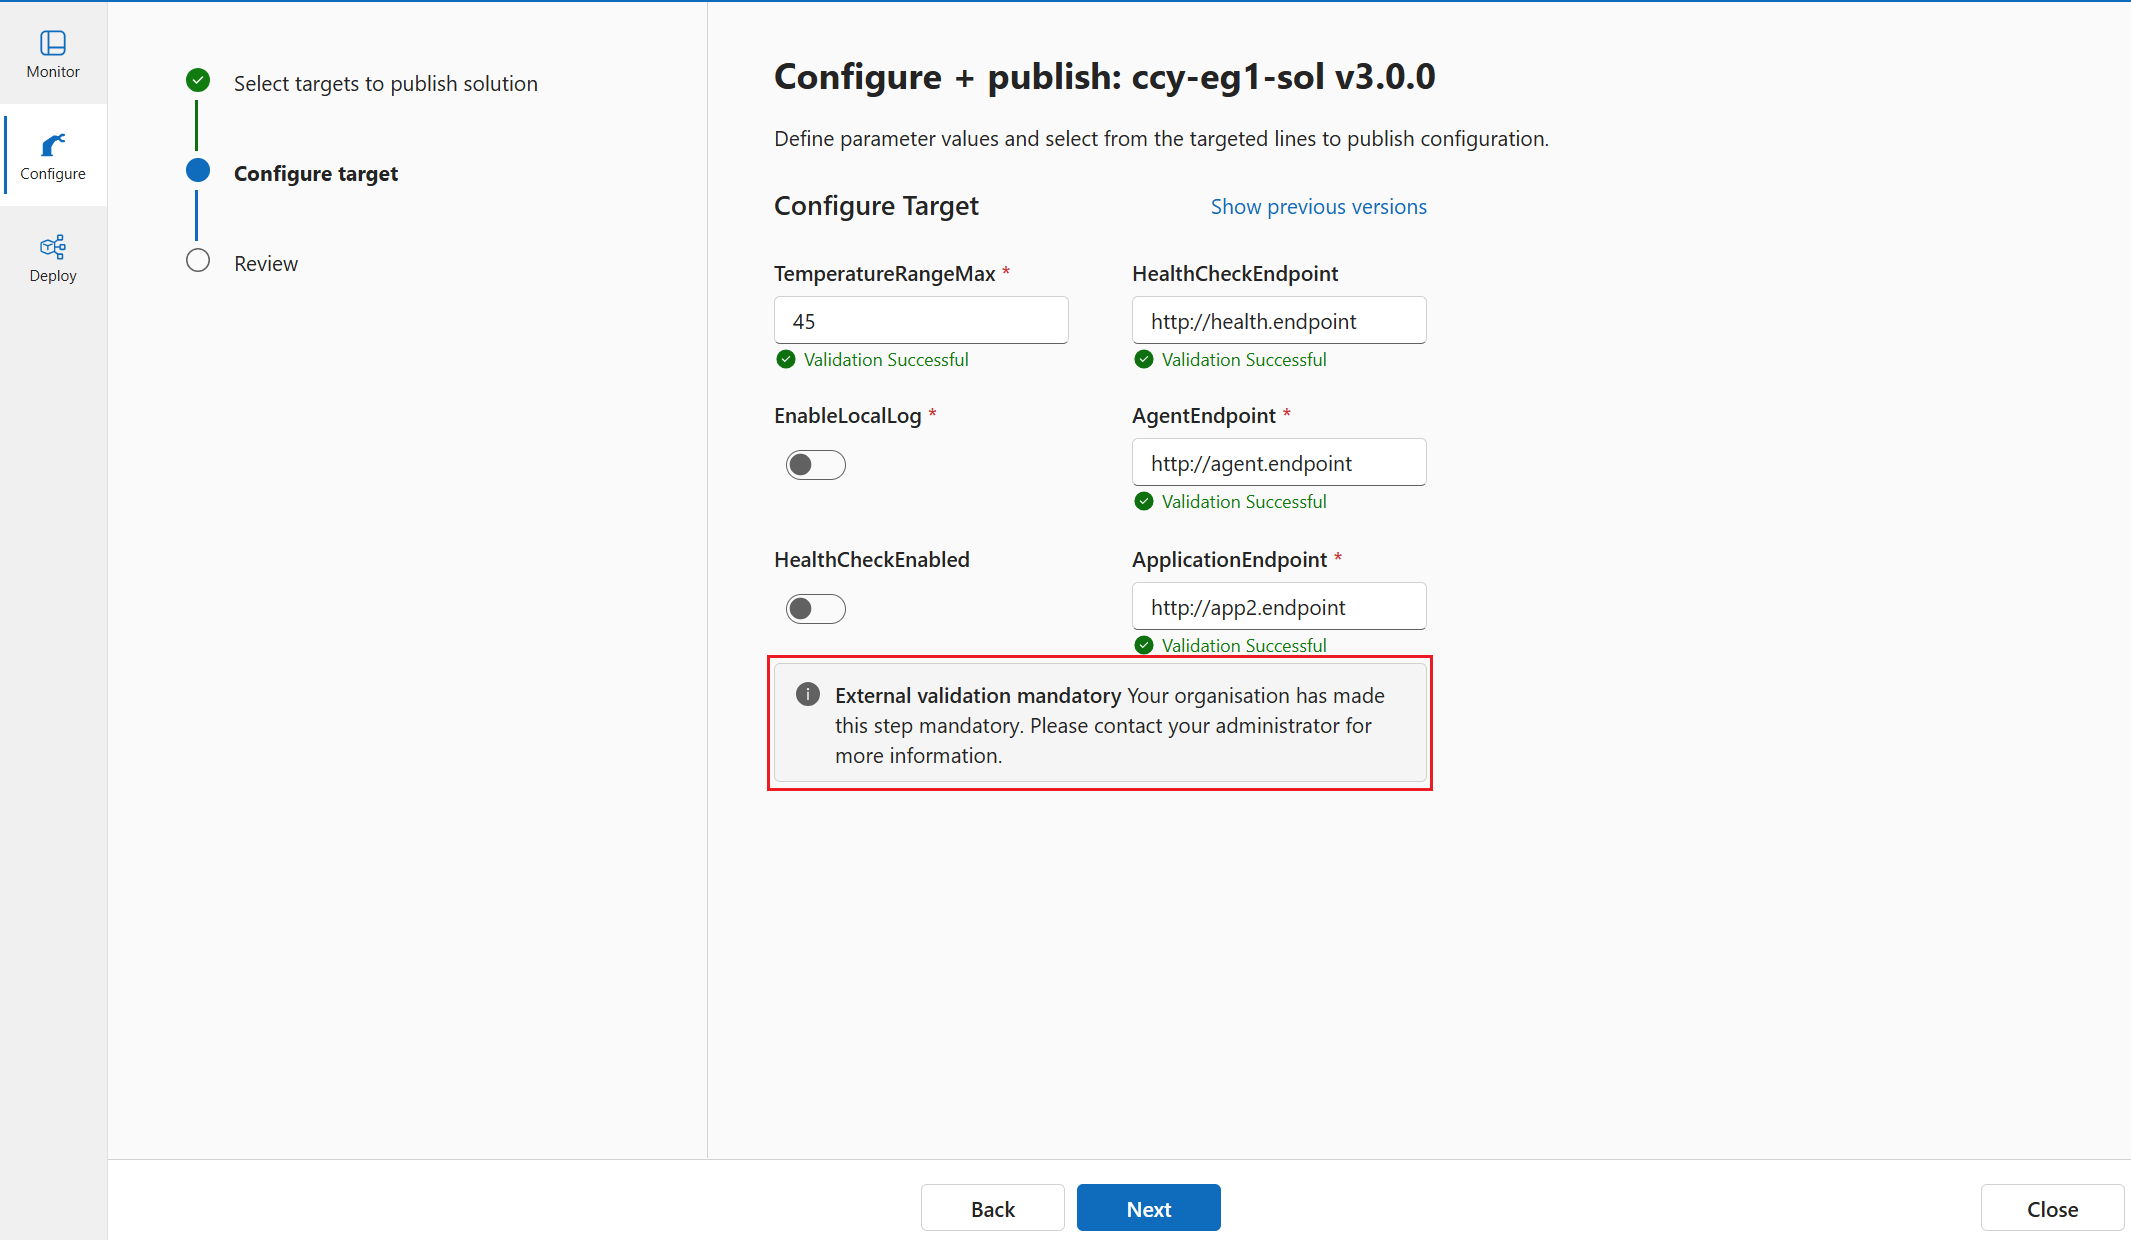 Monitor
Configure
Deploy
Select targets to publish solution
Configure target
Review
Configure + publish: ccy-eg1-sol v3.0.0
Define parameter values and select from the targeted lines to publish configuration.
Configure Target
Show previous versions
TemperatureRangeMax *
HealthCheckEndpoint
45
http://health.endpoint
Validation Successful
Validation Successful
EnableLocalLog *
AgentEndpoint *
http://agent.endpoint
Validation Successful
HealthCheckEnabled
ApplicationEndpoint *
http://app2.endpoint
Validation Successful
External validation mandatory Your organisation has made
this step mandatory. Please contact your administrator for
more information.
Back
Next
Close